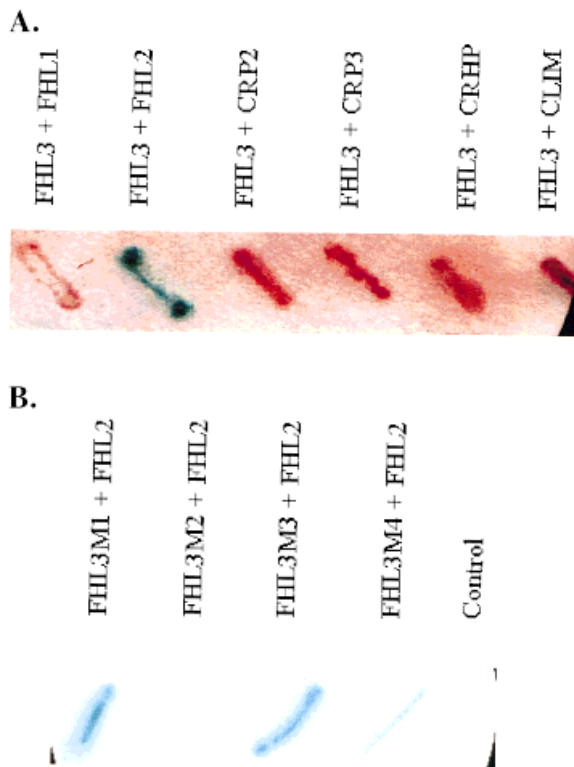 A.
FHL3 + FHL1
FHL3 + FHL2
FHL3 + CRP2
FHL3 + CRP3
FHL3 + CRHP
FHL3 + CLIM
B.
FHL3M1 + FHL2
FHL3M2 + FHL2
FHL3M3 + FHL2
FHL3M4 + FHL2
Control